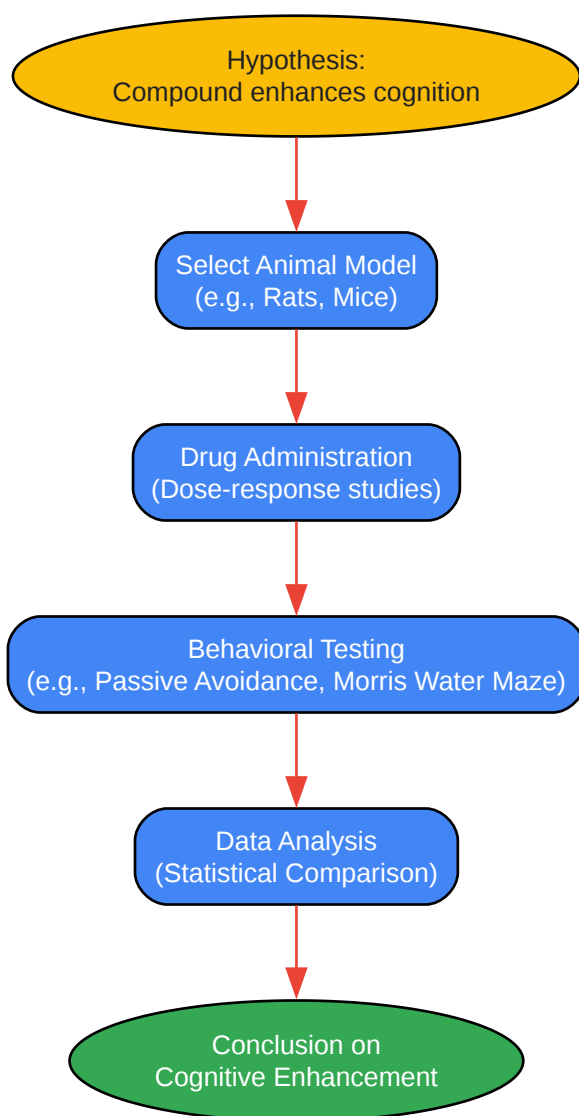 Hypothesis:
Compound enhances cognition
Select Animal Model
(e.g., Rats, Mice)
Drug Administration
(Dose-response studies)
Behavioral Testing
(e.g., Passive Avoidance, Morris Water Maze)
Data Analysis
(Statistical Comparison)
Conclusion on
Cognitive Enhancement